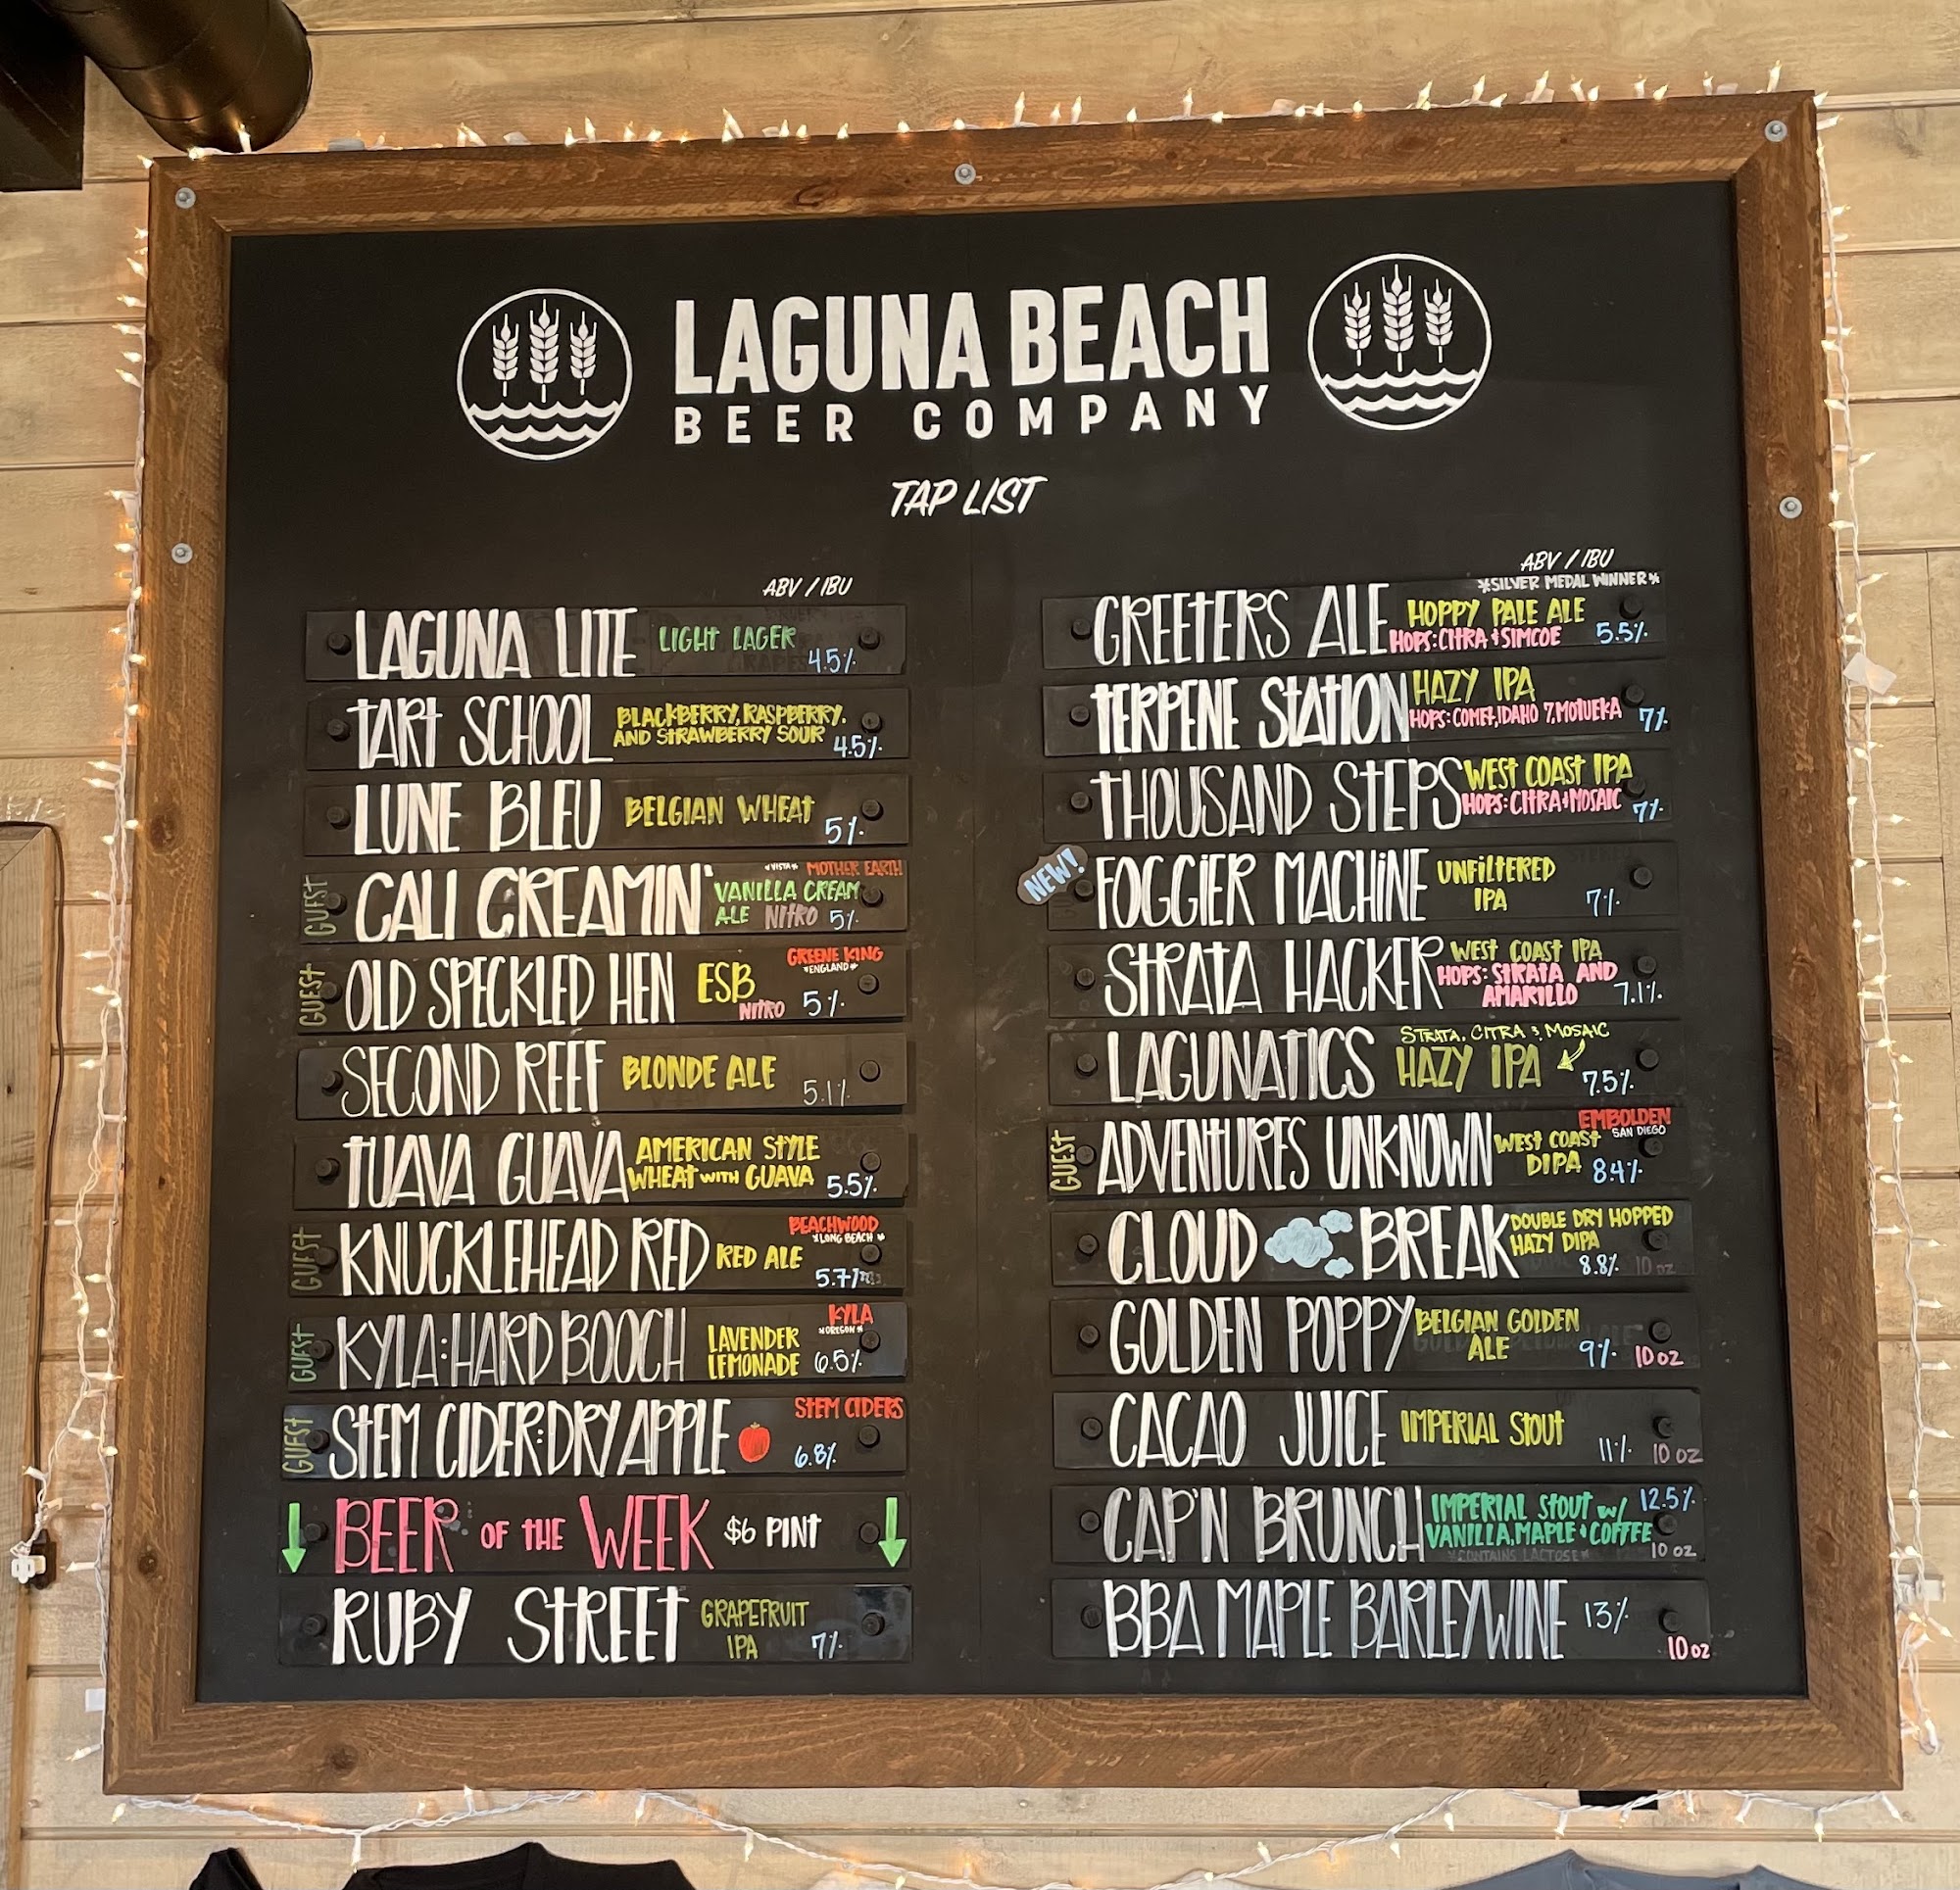 LAGUNA BEACH
BEER COMPANY
TAP LIST
ABV / IBU
LAGUNA LITE LIGHT LAGER 4.5%
TART SCHOOL BLACKBERRY, RASPBERRY,
AND STRAWBERRY SOUR 4.5%
LUNE BLEU BELGIAN WHEAT 5%
GUEST CALI CREAMIN' *VISTA* MOTHER EARTH
VANILLA CREAM
ALE NITRO 5%
GUEST OLD SPECKLED HEN ESB GREENE KING
*ENGLAND*
NITRO 5%
SECOND REEF BLONDE ALE 5.1%
TUAVA GUAVA AMERICAN STYLE
WHEAT WITH GUAVA 5.5%
GUEST KNUCKLEHEAD RED BEACHWOOD
*LONG BEACH*
RED ALE 5.7%
GUEST KYLA: HARD BOOCH KYLA
*OREGON*
LAVENDER
LEMONADE 6.5%
GUEST STEM CIDER: DRY APPLE STEM CIDERS
6.8%
BEER OF THE WEEK $6 PINT
RUBY STREET GRAPEFRUIT
IPA 7%
ABV / IBU
*SILVER MEDAL WINNER*
GREETERS ALE HOPPY PALE ALE
HOPS: CITRA & SIMCOE 5.5%
TERPENE STATION HAZY IPA
HOPS: COMET, IDAHO 7, MOTUEKA 7%
THOUSAND STEPS WEST COAST IPA
HOPS: CITRA & MOSAIC 7%
NEW! FOGGIER MACHINE UNFILTERED
IPA 7%
STRATA HACKER WEST COAST IPA
HOPS: STRATA AND
AMARILLO 7.1%
LAGUNATICS STRATA, CITRA & MOSAIC
HAZY IPA 7.5%
GUEST ADVENTURES UNKNOWN EMBOLDEN
SAN DIEGO
WEST COAST
DIPA 8.4%
CLOUD BREAK DOUBLE DRY HOPPED
HAZY DIPA
8.8% 10 oz
GOLDEN POPPY BELGIAN GOLDEN
ALE 9% 10 oz
CACAO JUICE IMPERIAL STOUT 11% 10 oz
CAP'N BRUNCH IMPERIAL STOUT w/ 12.5%
VANILLA, MAPLE & COFFEE
*CONTAINS LACTOSE* 10 oz
BBA MAPLE BARLEYWINE 13%
10 oz